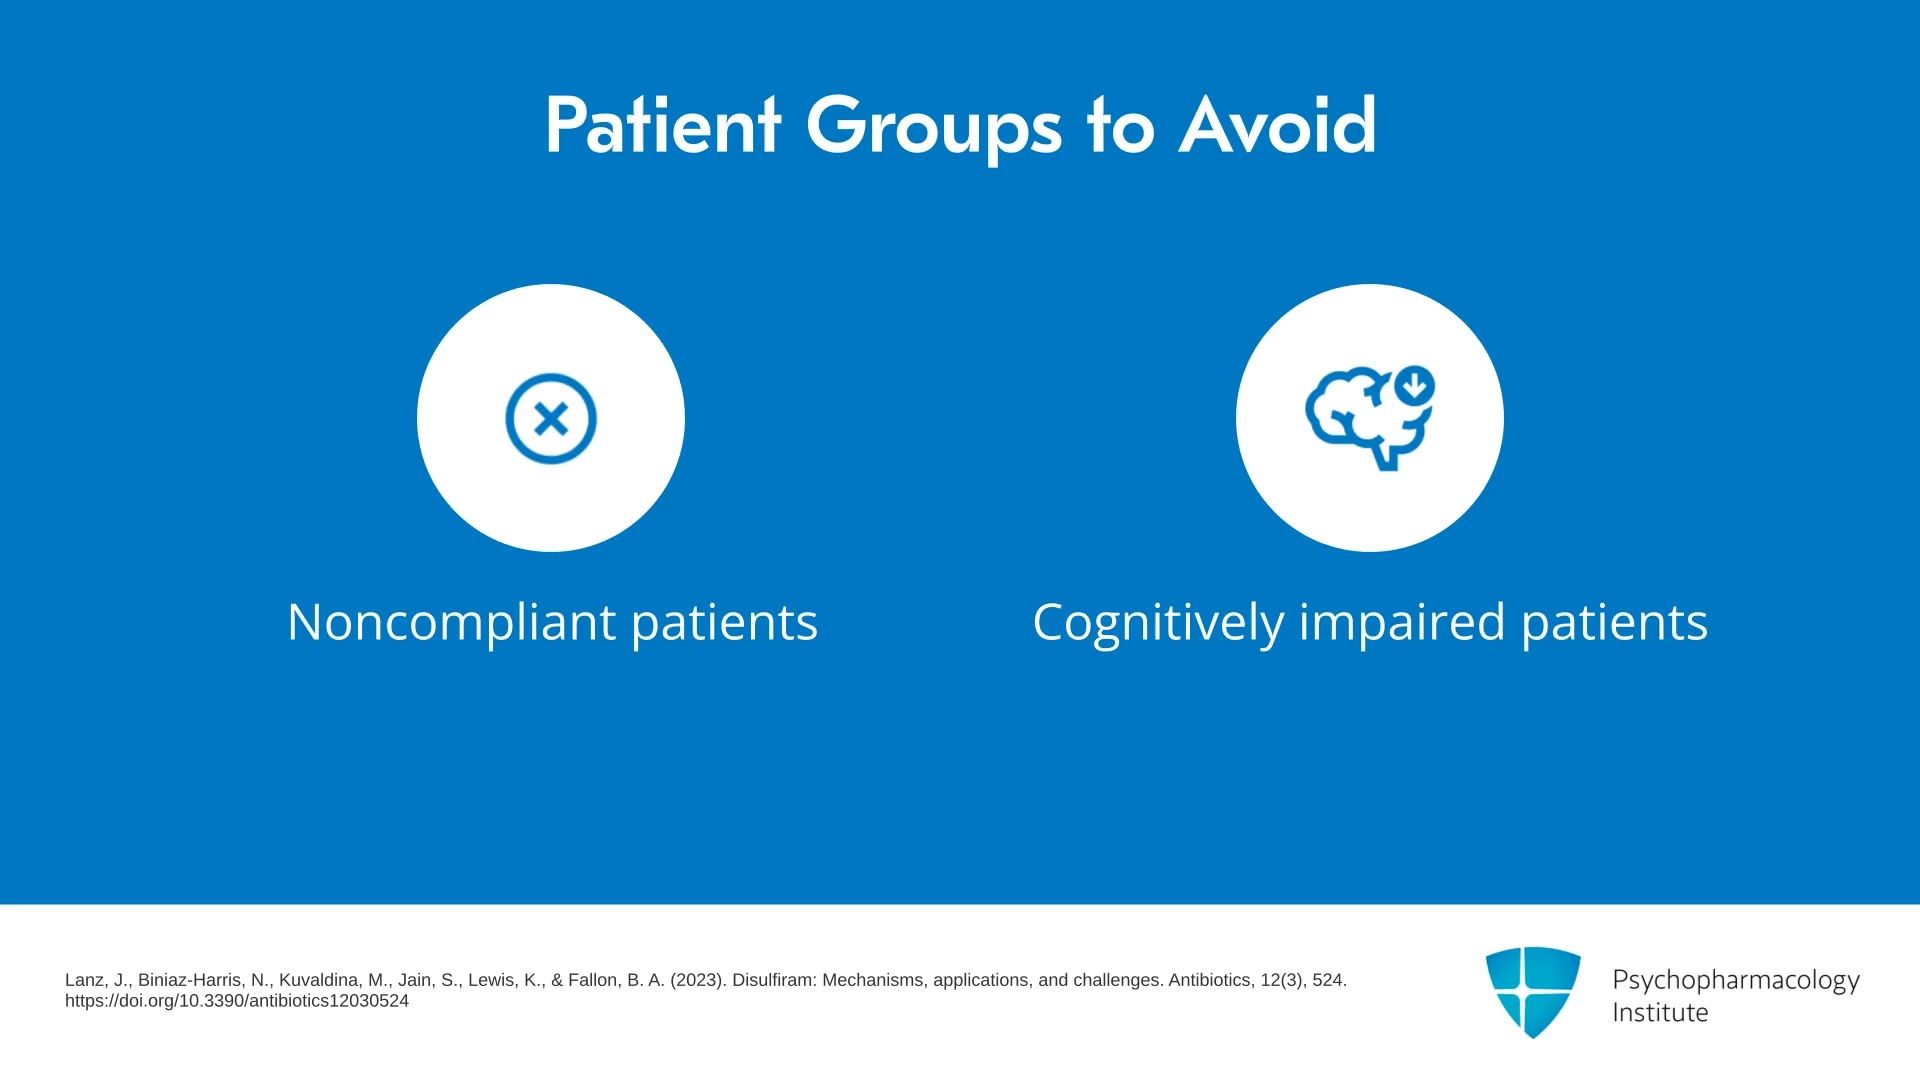 Patient Groups to Avoid
Noncompliant patients
Cognitively impaired patients
Lanz, J., Biniaz-Harris, N., Kuvaldina, M., Jain, S., Lewis, K., & Fallon, B. A. (2023). Disulfiram: Mechanisms, applications, and challenges. Antibiotics, 12(3), 524.
https://doi.org/10.3390/antibiotics12030524
Psychopharmacology
Institute